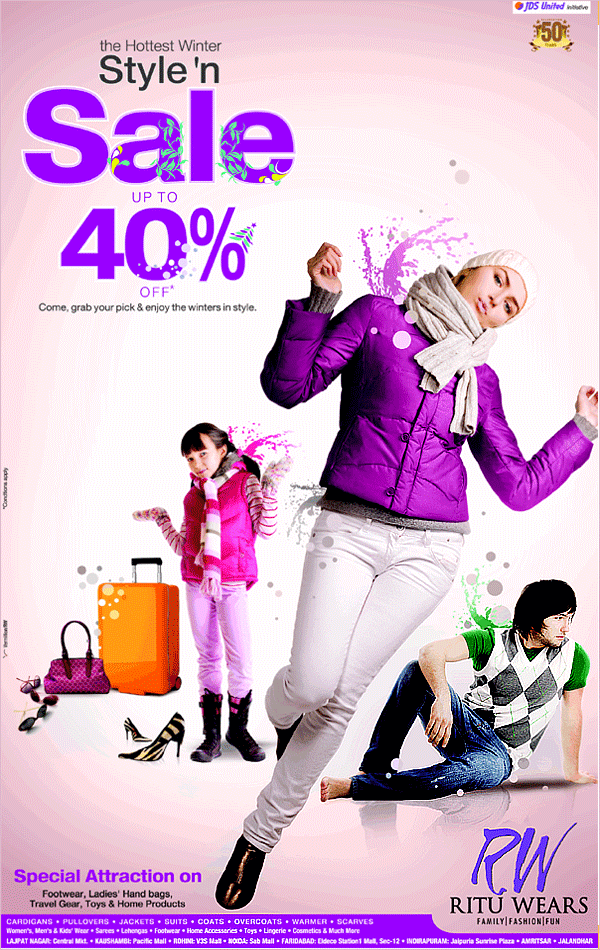 JDS United Initiative
50
Years
the Hottest Winter
Style 'n
Sale
UP TO
40%
OFF*
Come, grab your pick & enjoy the winters in style.
*Conditions apply.
Special Attraction on
Footwear, Ladies' Hand bags,
Travel Gear, Toys & Home Products
RW
RITU WEARS
FAMILY|FASHION|FUN
CARDIGANS • PULLOVERS • JACKETS • SUITS • COATS • OVERCOATS • WARMER • SCARVES
Women's, Men's & Kids' Wear • Sarees • Lehengas • Footwear • Home Accessories • Toys • Lingerie • Cosmetics & Much More
LAJPAT NAGAR: Central Mkt. • KAUSHAMBI: Pacific Mall • ROHINI: V3S Mall • NOIDA: Sab Mall • FARIDABAD: Eldeco Station1 Mall, Sec-12 • INDIRAPURAM: Jaipuria Sunrise Plaza • AMRITSAR • JALANDHAR